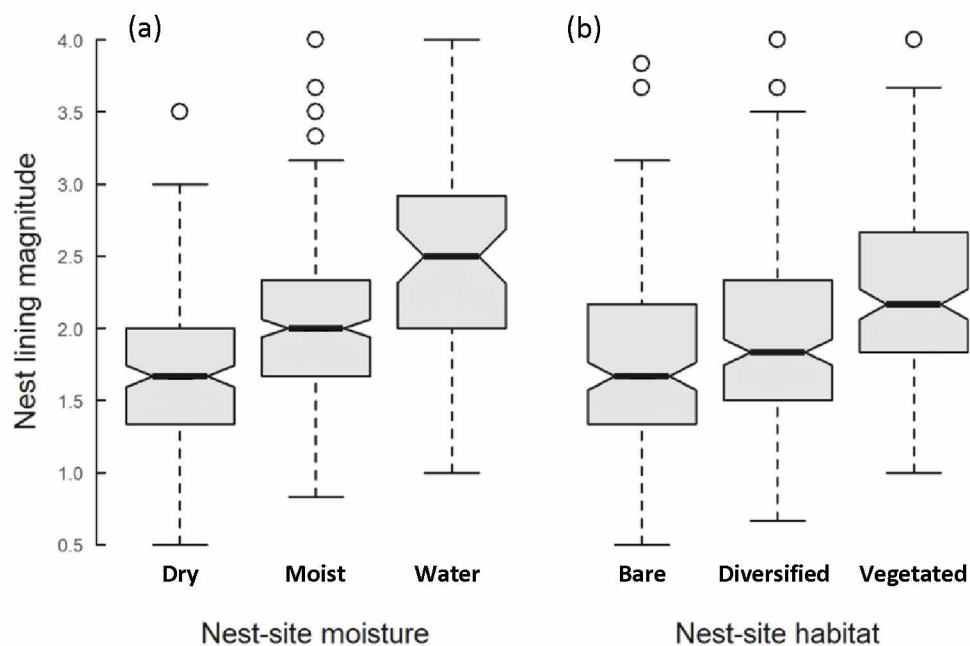 (a)
(b)
Nest lining magnitude
4.0
3.5
3.0
2.5
2.0
1.5
1.0
0.5
Dry Moist Water
Bare Diversified Vegetated
Nest-site moisture
Nest-site habitat